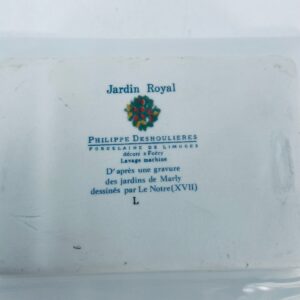 Jardin Royal
PHILIPPE DESHOULIERES
PORCELAINE DE LIMOGES
décoré à Foëcy
Lavage machine
D'après une gravure
des jardins de Marly
dessinés par Le Notre(XVII)
L